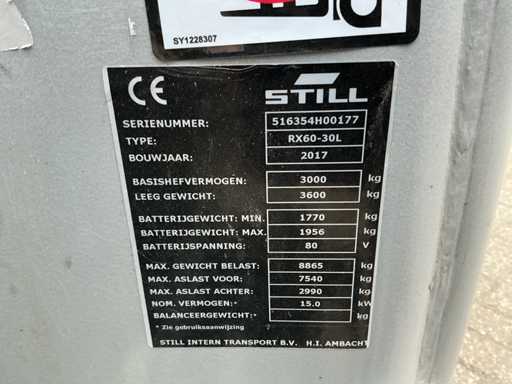 SY1228307
CE STILL
SERIENUMMER: 516354H00177
TYPE: RX60-30L
BOUWJAAR: 2017
BASISHEFVERMOGEN: 3000 kg
LEEG GEWICHT: 3600 kg
BATTERIJGEWICHT: MIN. 1770 kg
BATTERIJGEWICHT: MAX. 1956 kg
BATTERIJSPANNING: 80 V
MAX. GEWICHT BELAST: 8865 kg
MAX. ASLAST VOOR: 7540 kg
MAX. ASLAST ACHTER: 2990 kg
NOM. VERMOGEN:* 15.0 kW
BALANCEERGEWICHT:* kg
* Zie gebruiksaanwijzing
STILL INTERN TRANSPORT B.V. H.I. AMBACHT